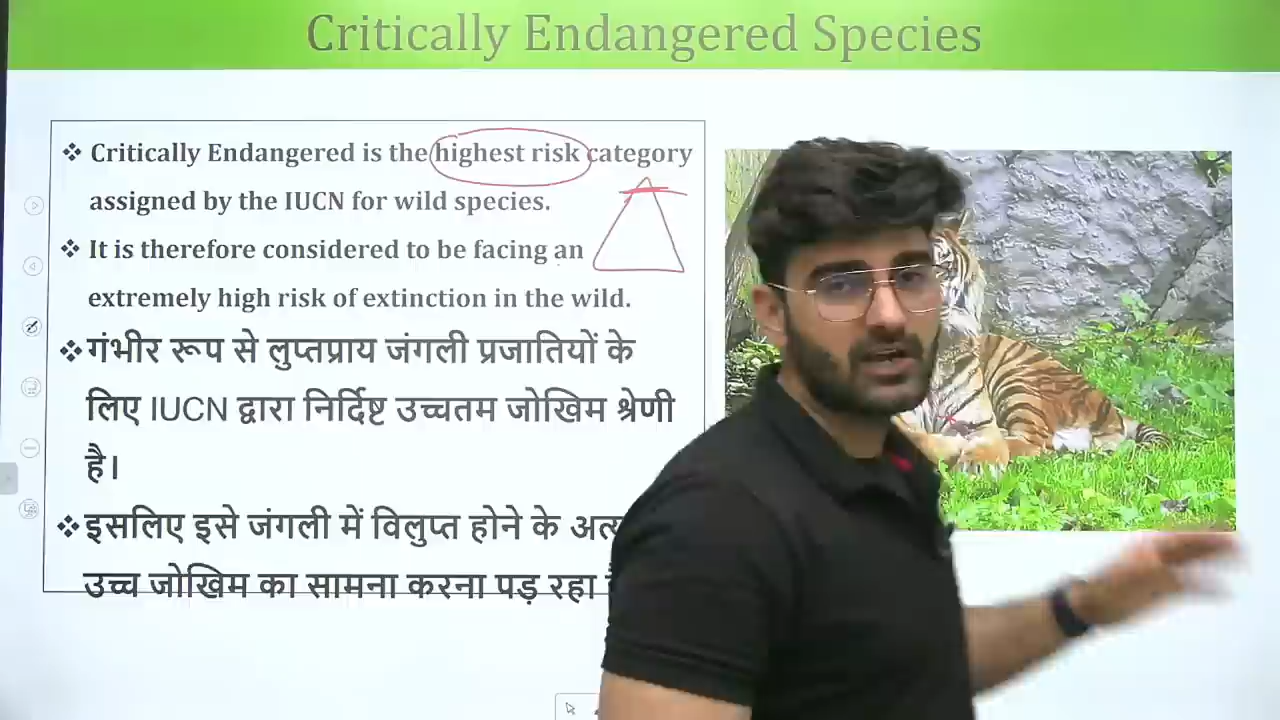 Critically Endangered Species
❖ Critically Endangered is the highest risk category
assigned by the IUCN for wild species.
❖ It is therefore considered to be facing an
extremely high risk of extinction in the wild.
❖ गंभीर रूप से लुप्तप्राय जंगली प्रजातियों के
लिए IUCN द्वारा निर्दिष्ट उच्चतम जोखिम श्रेणी
है।
❖ इसलिए इसे जंगली में विलुप्त होने के
उच्च जोखिम का सामना करना पड़ रहा